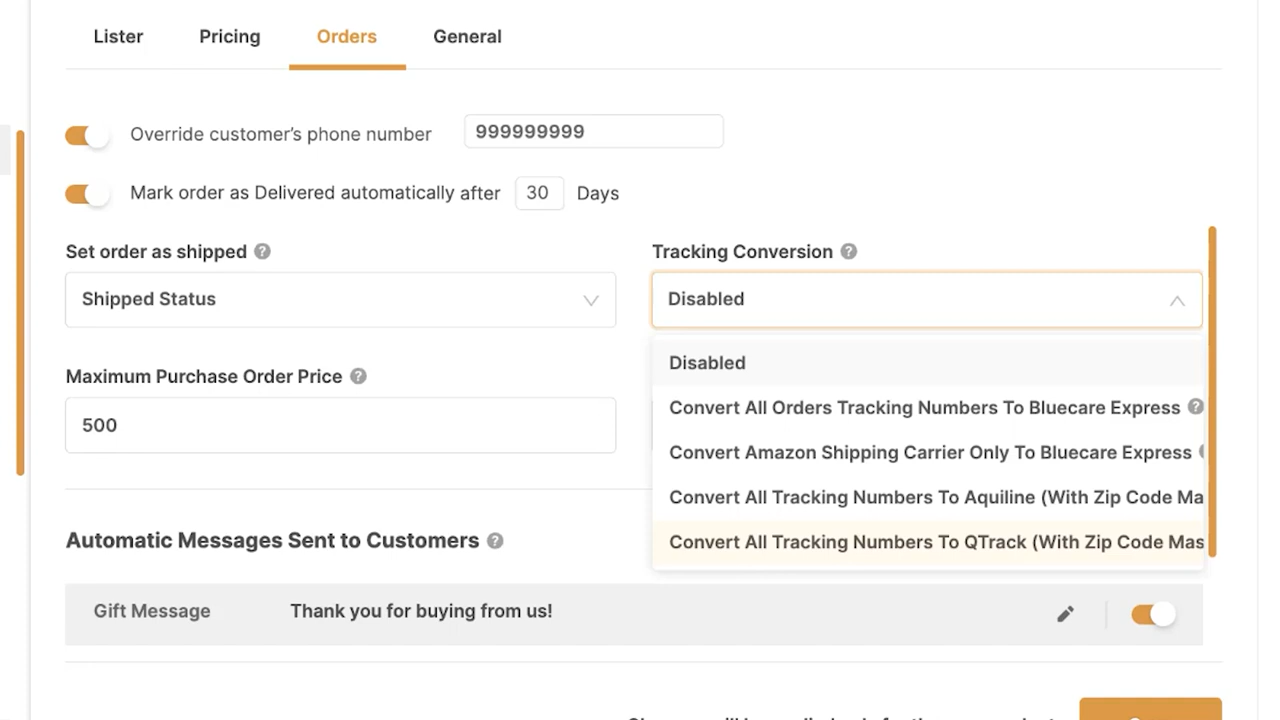 Lister Pricing Orders General
Override customer's phone number 999999999
Mark order as Delivered automatically after 30 Days
Set order as shipped
Shipped Status
Tracking Conversion
Disabled
Disabled
Convert All Orders Tracking Numbers To Bluecare Express
Convert Amazon Shipping Carrier Only To Bluecare Express
Convert All Tracking Numbers To Aquiline (With Zip Code Ma
Convert All Tracking Numbers To QTrack (With Zip Code Mas
Maximum Purchase Order Price
500
Automatic Messages Sent to Customers
Gift Message Thank you for buying from us!